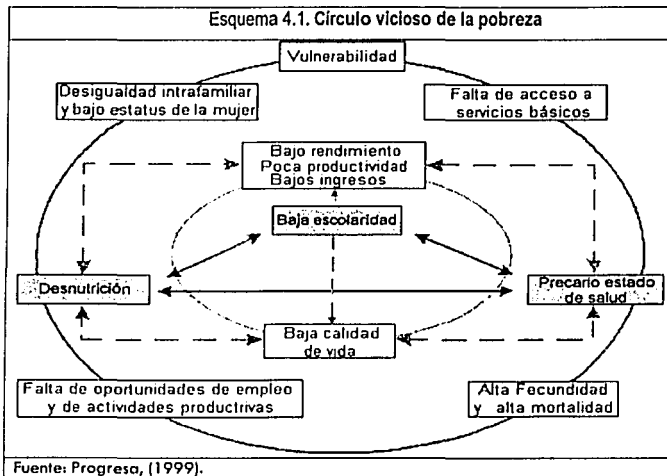 Esquema 4.1. Círculo vicioso de la pobreza
Vulnerabilidad
Desigualdad intrafamiliar
y bajo estatus de la mujer
Falta de acceso a
servicios básicos
Bajo rendimiento
Poca productividad
Bajos ingresos
Baja escolaridad
Desnutrición
Precario estado
de salud
Baja calidad
de vida
Falta de oportunidades de empleo
y de actividades productrivas
Alta Fecundidad
y alta mortalidad
Fuente: Progresa, (1999).